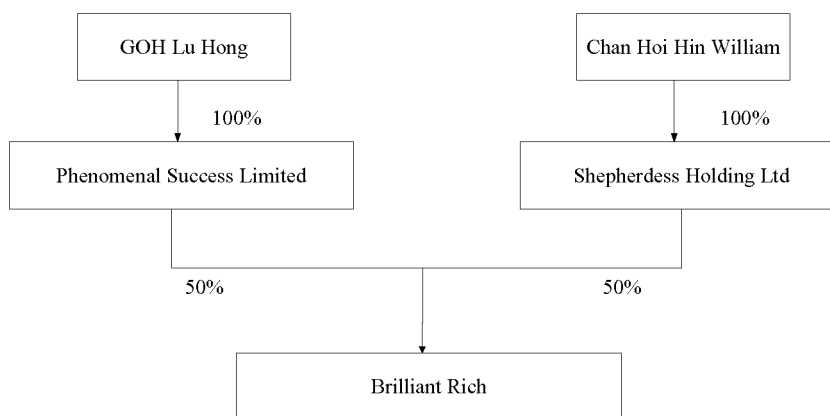 GOH Lu Hong
Chan Hoi Hin William
100%
100%
Phenomenal Success Limited
Shepherdess Holding Ltd
50%
50%
Brilliant Rich